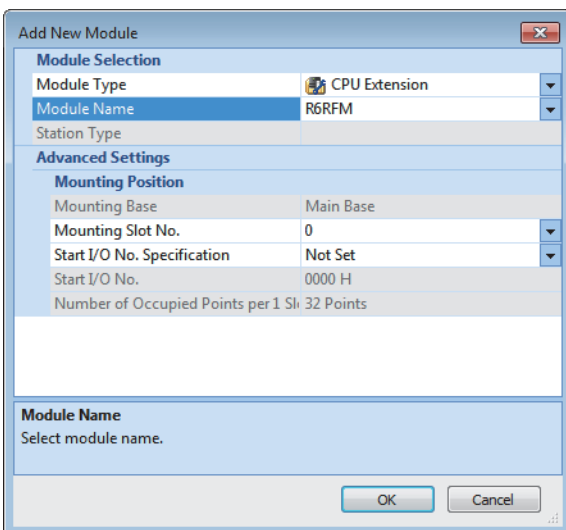 Add New Module
Module Selection
Module Type CPU Extension
Module Name R6RFM
Station Type
Advanced Settings
Mounting Position
Mounting Base Main Base
Mounting Slot No. 0
Start I/O No. Specification Not Set
Start I/O No. 0000 H
Number of Occupied Points per 1 Sl 32 Points
Module Name
Select module name.
OK Cancel